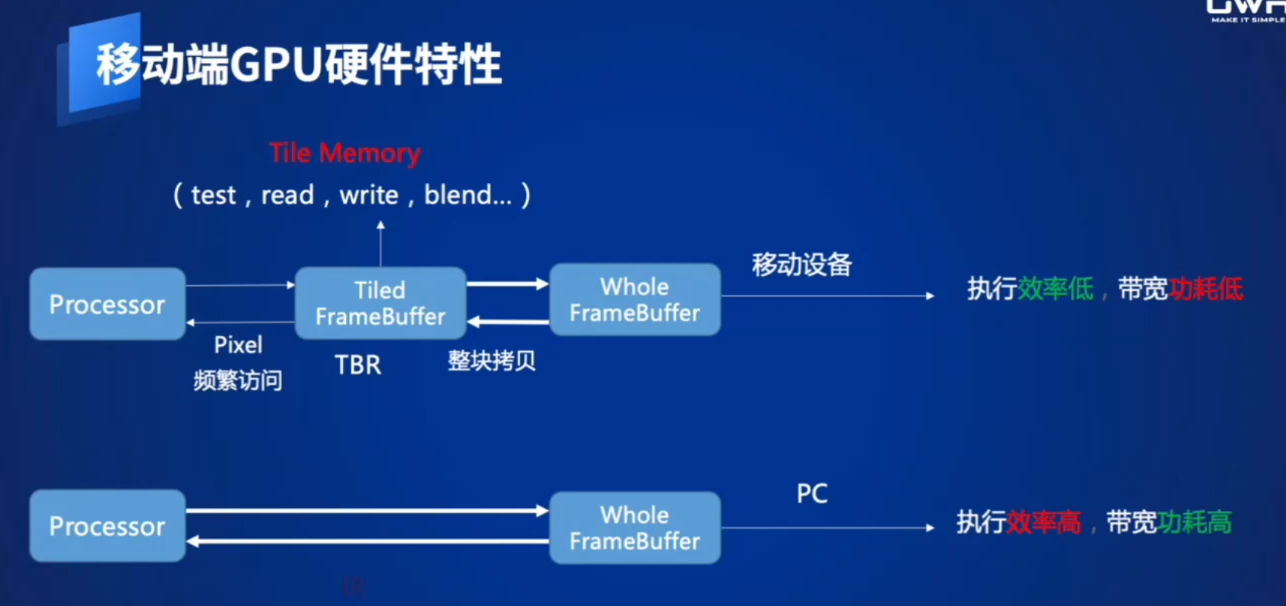 MAKE IT SIMPLE
移动端GPU硬件特性
Tile Memory
（test，read，write，blend...）
Processor
Tiled
FrameBuffer
Whole
FrameBuffer
移动设备
执行效率低，带宽功耗低
Pixel
频繁访问
TBR
整块拷贝
Processor
Whole
FrameBuffer
PC
执行效率高，带宽功耗高